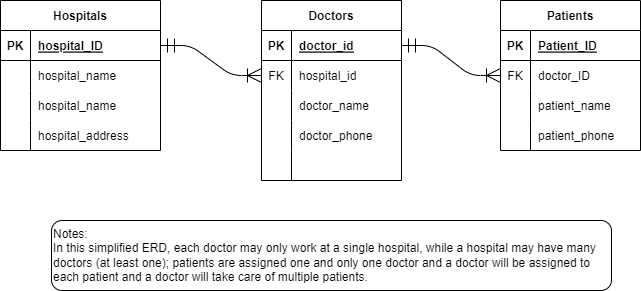 Hospitals
PK hospital_ID
hospital_name
hospital_name
hospital_address
Doctors
PK doctor_id
FK hospital_id
doctor_name
doctor_phone
Patients
PK Patient_ID
FK doctor_ID
patient_name
patient_phone
Notes:
In this simplified ERD, each doctor may only work at a single hospital, while a hospital may have many
doctors (at least one); patients are assigned one and only one doctor and a doctor will be assigned to
each patient and a doctor will take care of multiple patients.